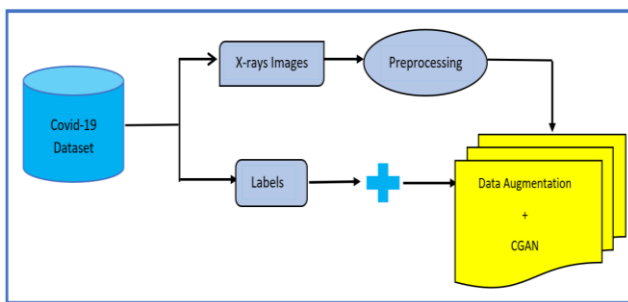 X-rays Images
Preprocessing
Covid-19
Dataset
Labels
Data Augmentation
+
CGAN